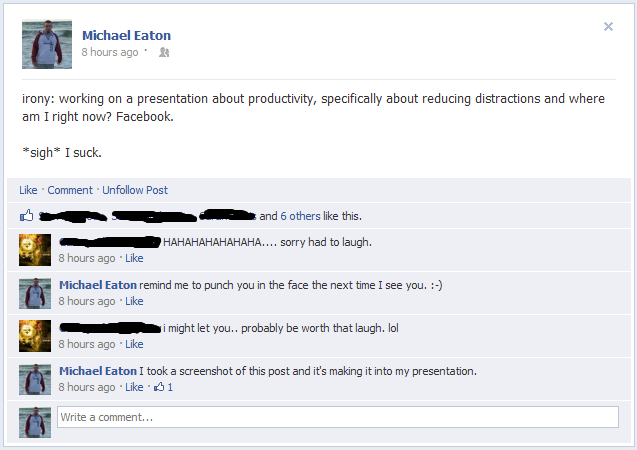 Michael Eaton
8 hours ago ·
irony: working on a presentation about productivity, specifically about reducing distractions and where
am I right now? Facebook.
*sigh* I suck.
Like · Comment · Unfollow Post
and 6 others like this.
HAHAHAHAHAHAHA.... sorry had to laugh.
8 hours ago · Like
Michael Eaton remind me to punch you in the face the next time I see you. :-)
8 hours ago · Like
i might let you.. probably be worth that laugh. lol
8 hours ago · Like
Michael Eaton I took a screenshot of this post and it's making it into my presentation.
8 hours ago · Like · 1
Write a comment...